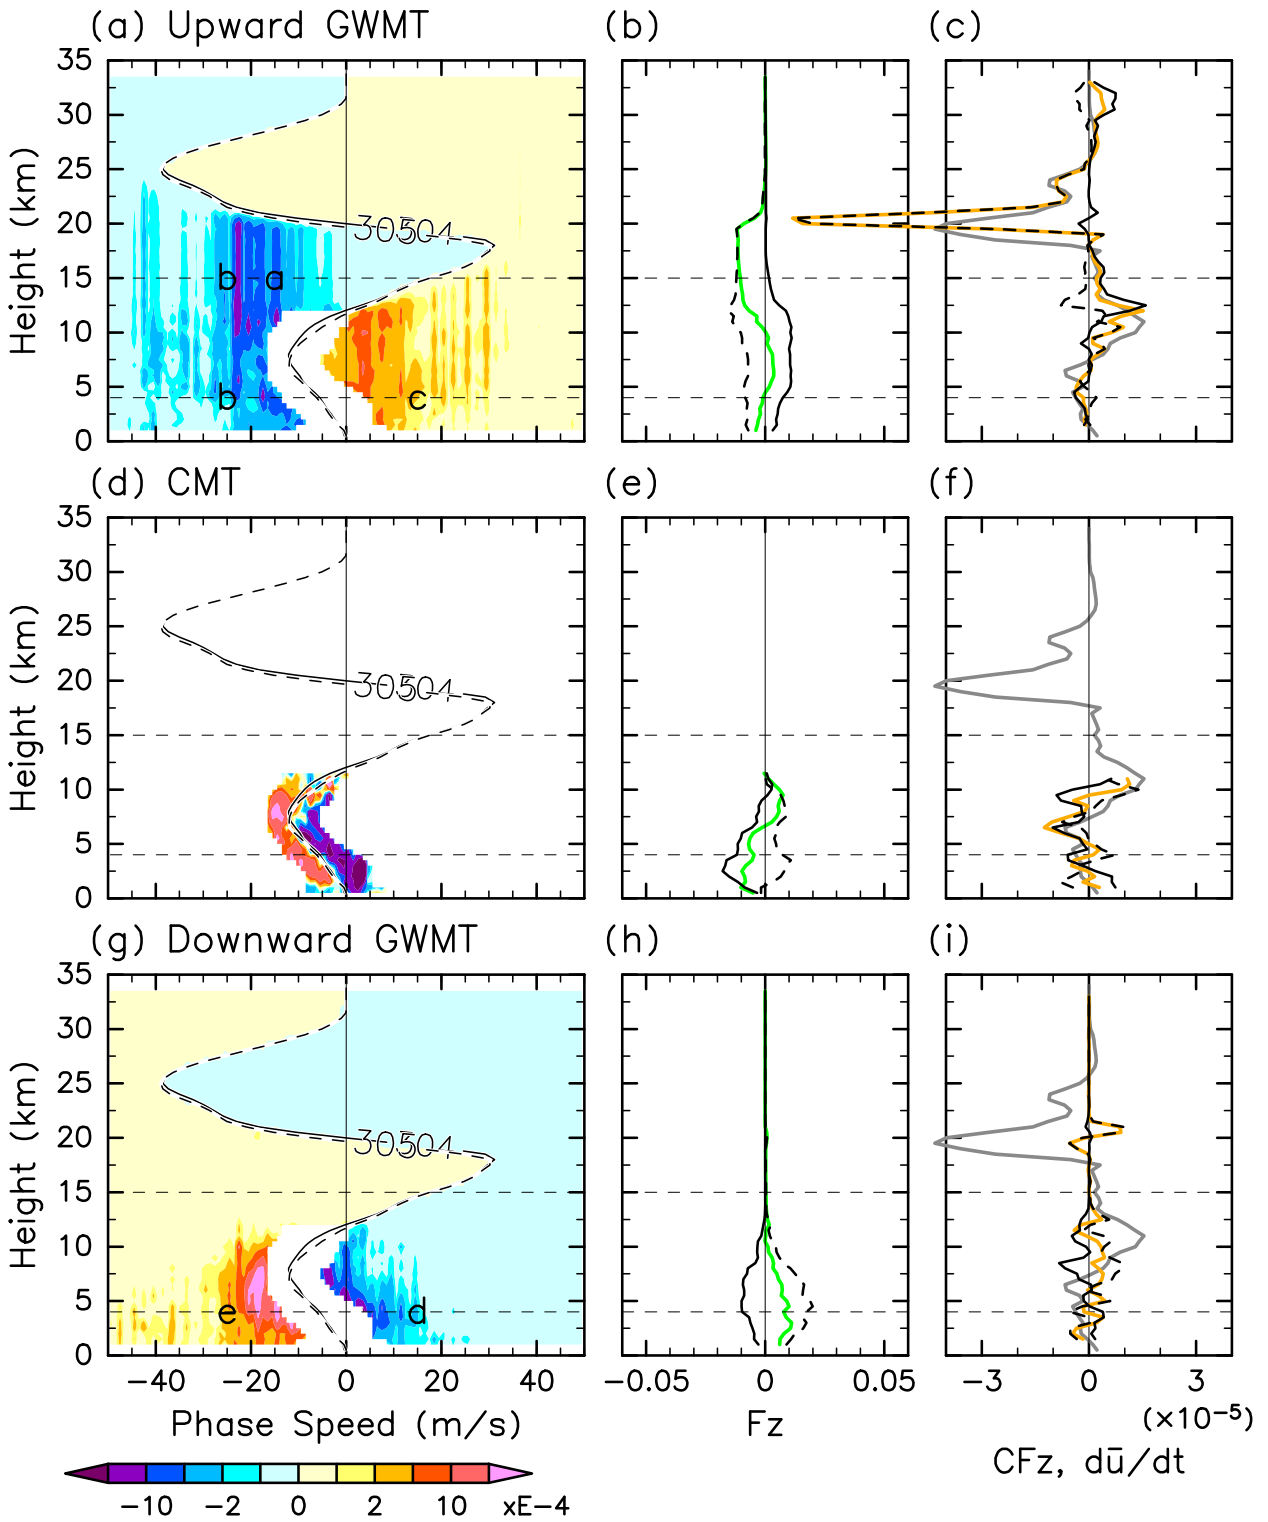 (a) Upward GWMT (b) (c)
35
30
25
20
15
10
5
0
Height (km)
30504
b a
b c
(d) CMT (e) (f)
35
30
25
20
15
10
5
0
Height (km)
30504
(g) Downward GWMT (h) (i)
35
30
25
20
15
10
5
0
Height (km)
30504
e d
−40 −20 0 20 40 −0.05 0 0.05 −3 0 3
Phase Speed (m/s) Fz (×10⁻⁵)
CFz, dū/dt
−10 −2 0 2 10 xE−4